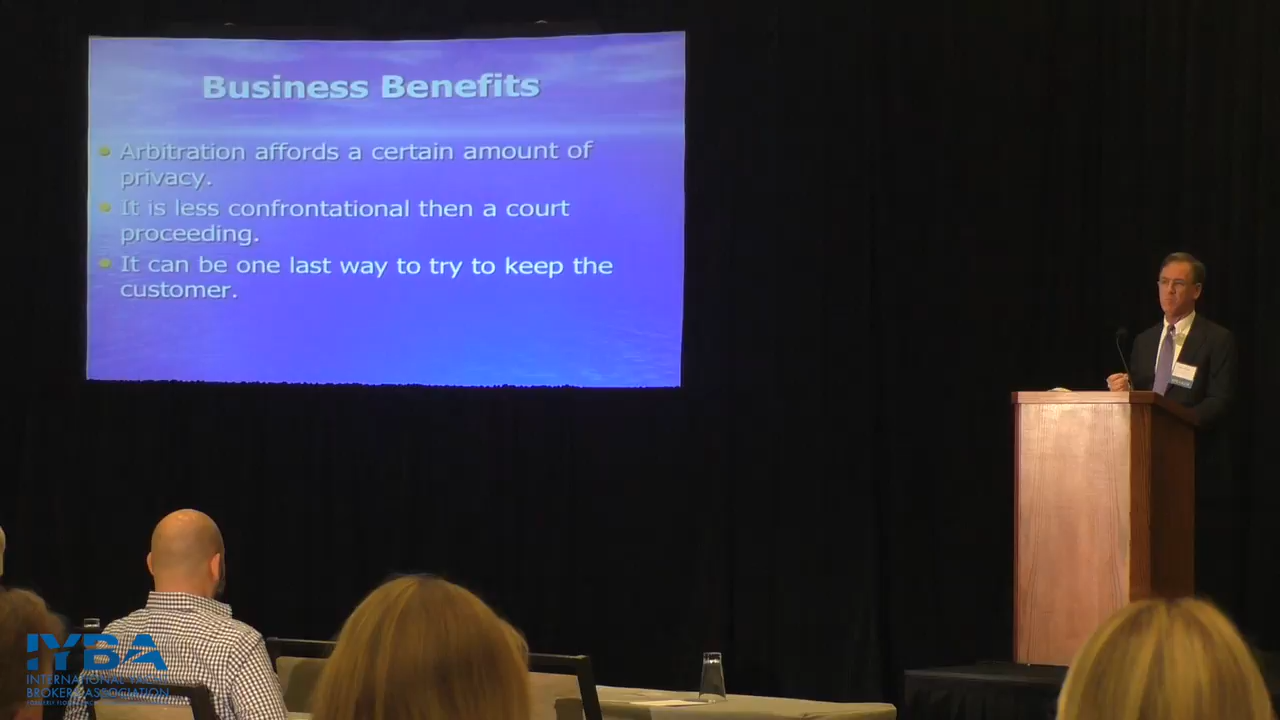 Business Benefits
Arbitration affords a certain amount of
privacy.
It is less confrontational then a court
proceeding.
It can be one last way to try to keep the
customer.
IYBA
INTERNATIONAL YACHT
BROKERS ASSOCIATION